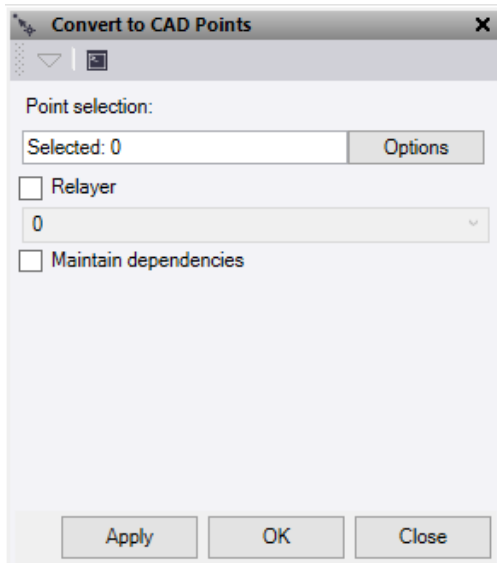 Convert to CAD Points
Point selection:
Selected: 0
Options
Relayer
0
Maintain dependencies
Apply
OK
Close